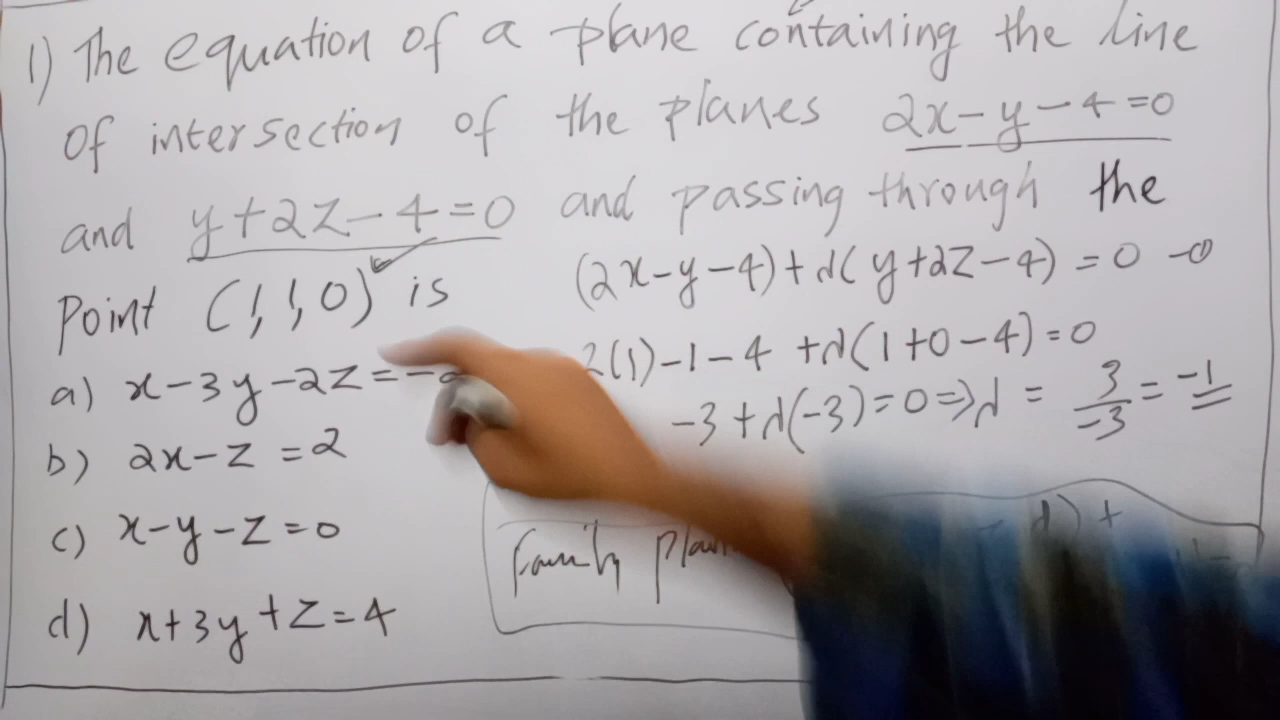 1) The equation of a plane containing the line
of intersection of the planes 2x-y-4=0
and y+2z-4=0 and passing through the
Point (1,1,0) is
a) x-3y-2z=-2
b) 2x-z=2
c) x-y-z=0
d) x+3y+z=4
(2x-y-4)+λ(y+2z-4)=0
2(1)-1-4+λ(1+0-4)=0
-3+λ(-3)=0⇒λ=3/-3=-1
Family